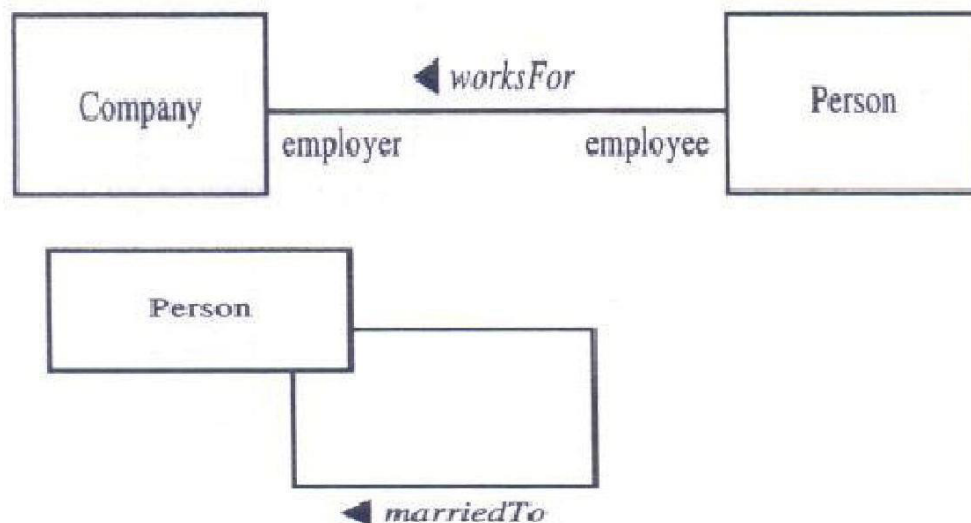 ◀ worksFor
Company
Person
employer
employee
Person
◀ marriedTo